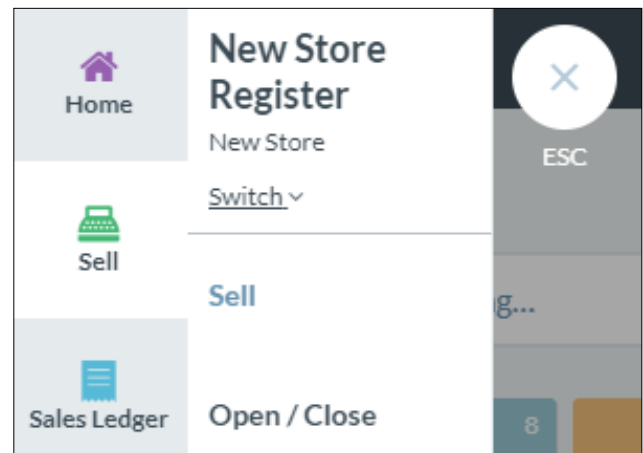 Home
Sell
Sales Ledger
New Store
Register
New Store
Switch
Sell
Open / Close
ESC
g...
8